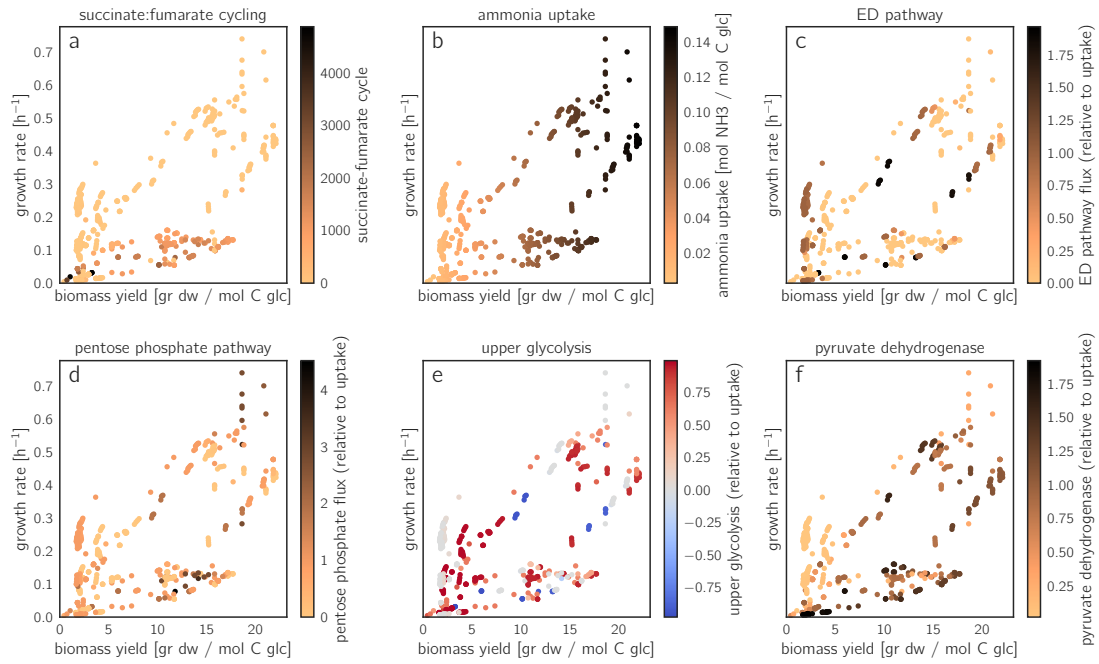 succinate:fumarate cycling
a
growth rate [h⁻¹]
0.7
0.6
0.5
0.4
0.3
0.2
0.1
0.0
biomass yield [gr dw / mol C glc]
4000
3000
2000
1000
0
succinate-fumarate cycle
ammonia uptake
b
growth rate [h⁻¹]
biomass yield [gr dw / mol C glc]
0.14
0.12
0.10
0.08
0.06
0.04
0.02
ammonia uptake [mol NH3 / mol C glc]
ED pathway
c
growth rate [h⁻¹]
biomass yield [gr dw / mol C glc]
1.75
1.50
1.25
1.00
0.75
0.50
0.25
0.00
ED pathway flux (relative to uptake)
pentose phosphate pathway
d
growth rate [h⁻¹]
0.7
0.6
0.5
0.4
0.3
0.2
0.1
0.0
0 5 10 15 20
biomass yield [gr dw / mol C glc]
4
3
2
1
0
pentose phosphate flux (relative to uptake)
upper glycolysis
e
growth rate [h⁻¹]
0 5 10 15 20
biomass yield [gr dw / mol C glc]
0.75
0.50
0.25
0.00
−0.25
−0.50
−0.75
upper glycolysis (relative to uptake)
pyruvate dehydrogenase
f
growth rate [h⁻¹]
0 5 10 15 20
biomass yield [gr dw / mol C glc]
1.75
1.50
1.25
1.00
0.75
0.50
0.25
pyruvate dehydrogenase (relative to uptake)